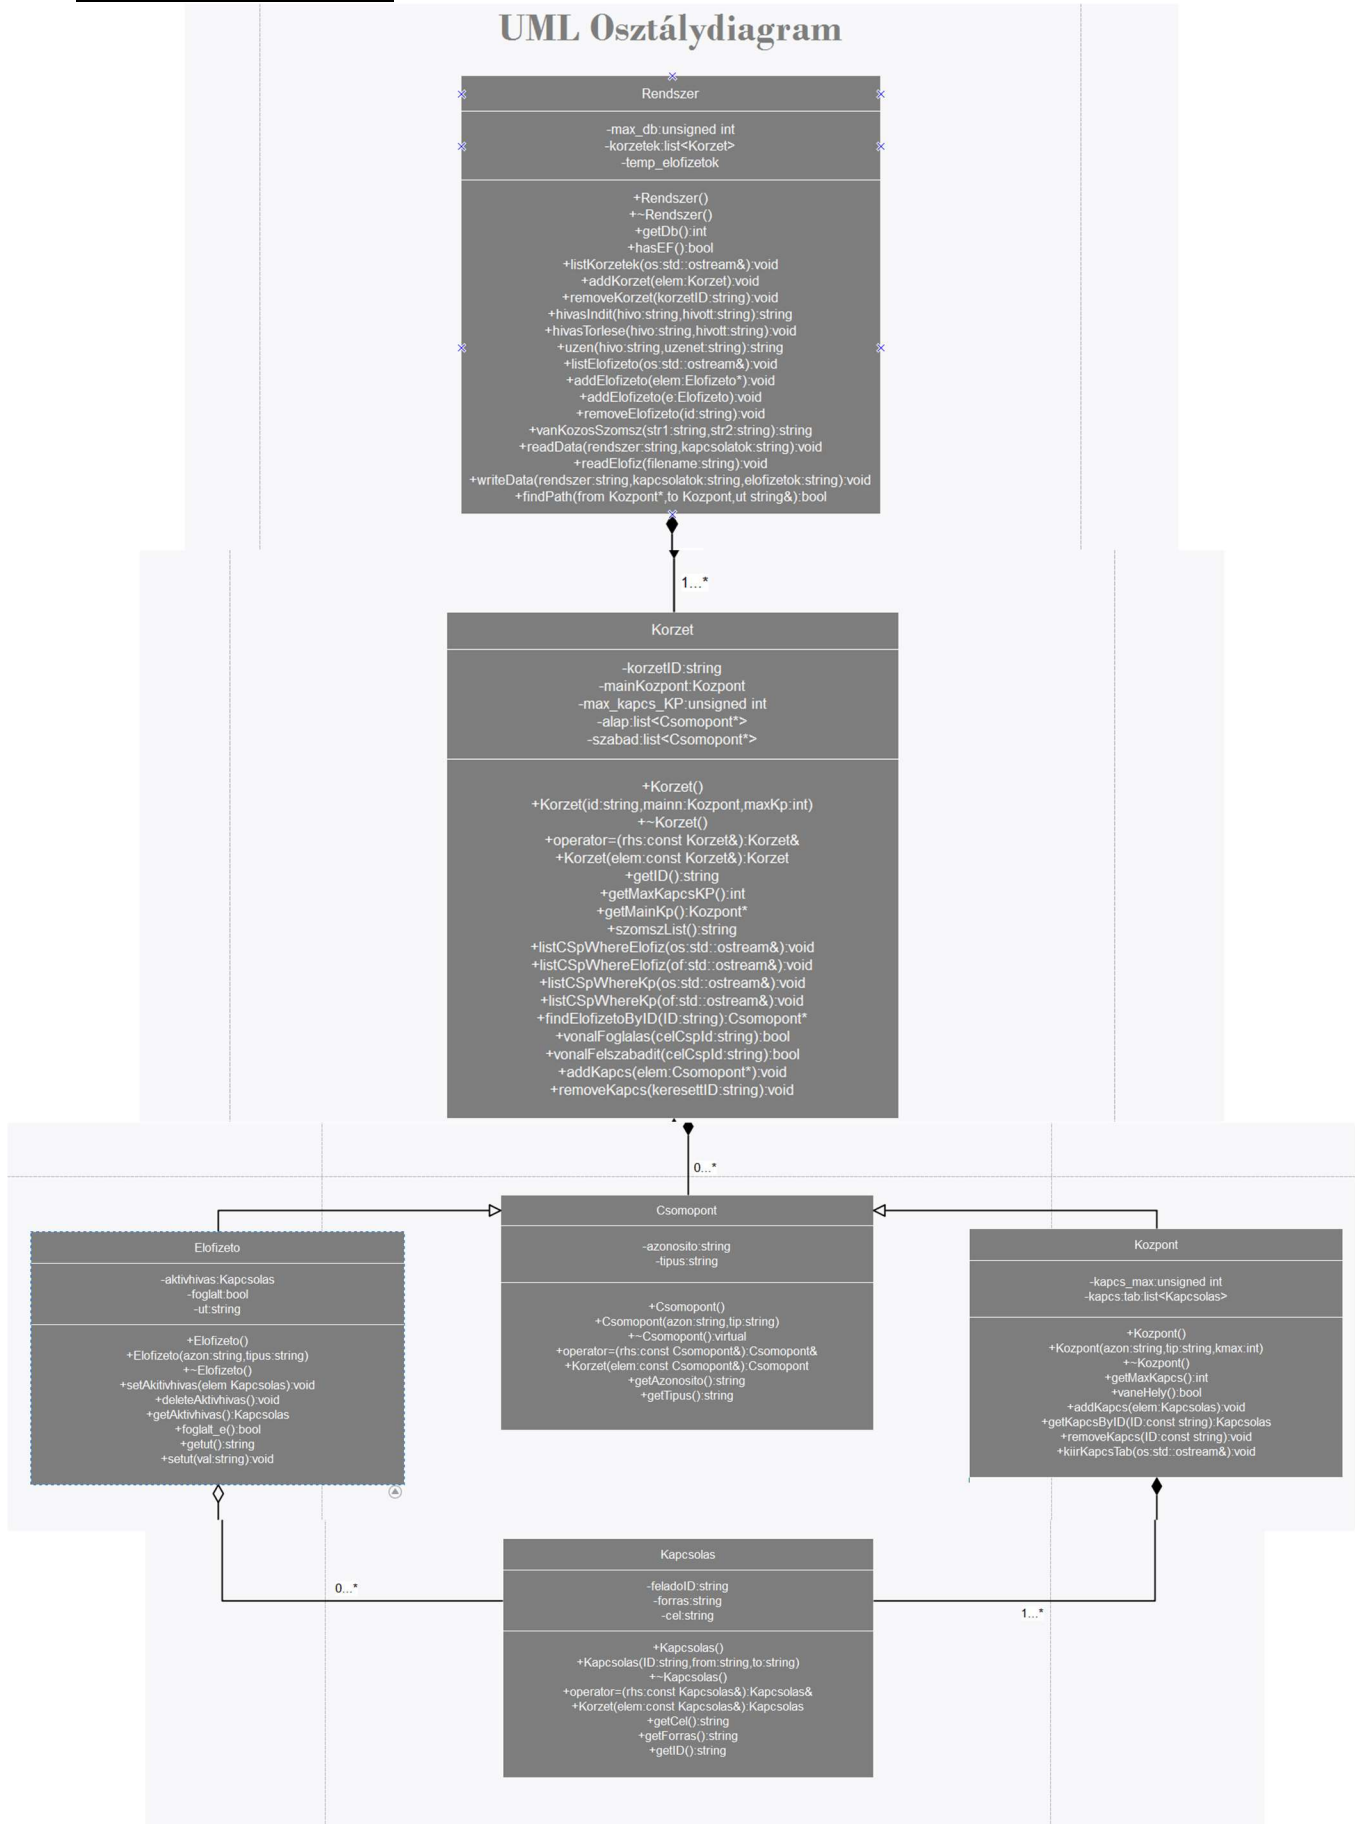 UML Osztálydiagram
Rendszer
-max_db:unsigned int
-korzetek:list<Korzet>
-temp_elofizetok
+Rendszer()
+~Rendszer()
+getDb():int
+hasEF():bool
+listKorzetek(os:std::ostream&):void
+addKorzet(elem:Korzet):void
+removeKorzet(korzetID:string):void
+hivasIndit(hivo:string,hivott:string):string
+hivasTorlese(hivo:string,hivott:string):void
+uzen(hivo:string,uzenet:string):string
+listElofizeto(os:std::ostream&):void
+addElofizeto(elem:Elofizeto*):void
+addElofizeto(e:Elofizeto):void
+removeElofizeto(id:string):void
+vanKozosSzomsz(str1:string,str2:string):string
+readData(rendszer:string,kapcsolatok:string):void
+readElofiz(filename:string):void
+writeData(rendszer:string,kapcsolatok:string,elofizetok:string):void
+findPath(from Kozpont*,to Kozpont,ut string&):bool
1...*
Korzet
-korzetID:string
-mainKozpont:Kozpont
-max_kapcs_KP:unsigned int
-alap:list<Csomopont*>
-szabad:list<Csomopont*>
+Korzet()
+Korzet(id:string,mainn:Kozpont,maxKp:int)
+~Korzet()
+operator=(rhs:const Korzet&):Korzet&
+Korzet(elem:const Korzet&):Korzet
+getID():string
+getMaxKapcsKP():int
+getMainKp():Kozpont*
+szomszList():string
+listCSpWhereElofiz(os:std::ostream&):void
+listCSpWhereElofiz(of:std::ostream&):void
+listCSpWhereKp(os:std::ostream&):void
+listCSpWhereKp(of:std::ostream&):void
+findElofizetoByID(ID:string):Csomopont*
+vonalFoglalas(celCspId:string):bool
+vonalFelszabadit(celCspId:string):bool
+addKapcs(elem:Csomopont*):void
+removeKapcs(keresettID:string):void
0...*
Csomopont
-azonosito:string
-tipus:string
+Csomopont()
+Csomopont(azon:string,tip:string)
+~Csomopont():virtual
+operator=(rhs:const Csomopont&):Csomopont&
+Korzet(elem:const Csomopont&):Csomopont
+getAzonosito():string
+getTipus():string
Elofizeto
-aktivhivas:Kapcsolas
-foglalt:bool
-ut:string
+Elofizeto()
+Elofizeto(azon:string,tipus:string)
+~Elofizeto()
+setAkitivhivas(elem Kapcsolas):void
+deleteAktivhivas():void
+getAktivhivas():Kapcsolas
+foglalt_e():bool
+getut():string
+setut(val:string):void
Kozpont
-kapcs_max:unsigned int
-kapcs:tab:list<Kapcsolas>
+Kozpont()
+Kozpont(azon:string,tip:string,kmax:int)
+~Kozpont()
+getMaxKapcs():int
+vaneHely():bool
+addKapcs(elem:Kapcsolas):void
+getKapcsByID(ID:const string):Kapcsolas
+removeKapcs(ID:const string):void
+kiirKapcsTab(os:std::ostream&):void
0...*
1...*
Kapcsolas
-feladoID:string
-forras:string
-cel:string
+Kapcsolas()
+Kapcsolas(ID:string,from:string,to:string)
+~Kapcsolas()
+operator=(rhs:const Kapcsolas&):Kapcsolas&
+Korzet(elem:const Kapcsolas&):Kapcsolas
+getCel():string
+getForras():string
+getID():string